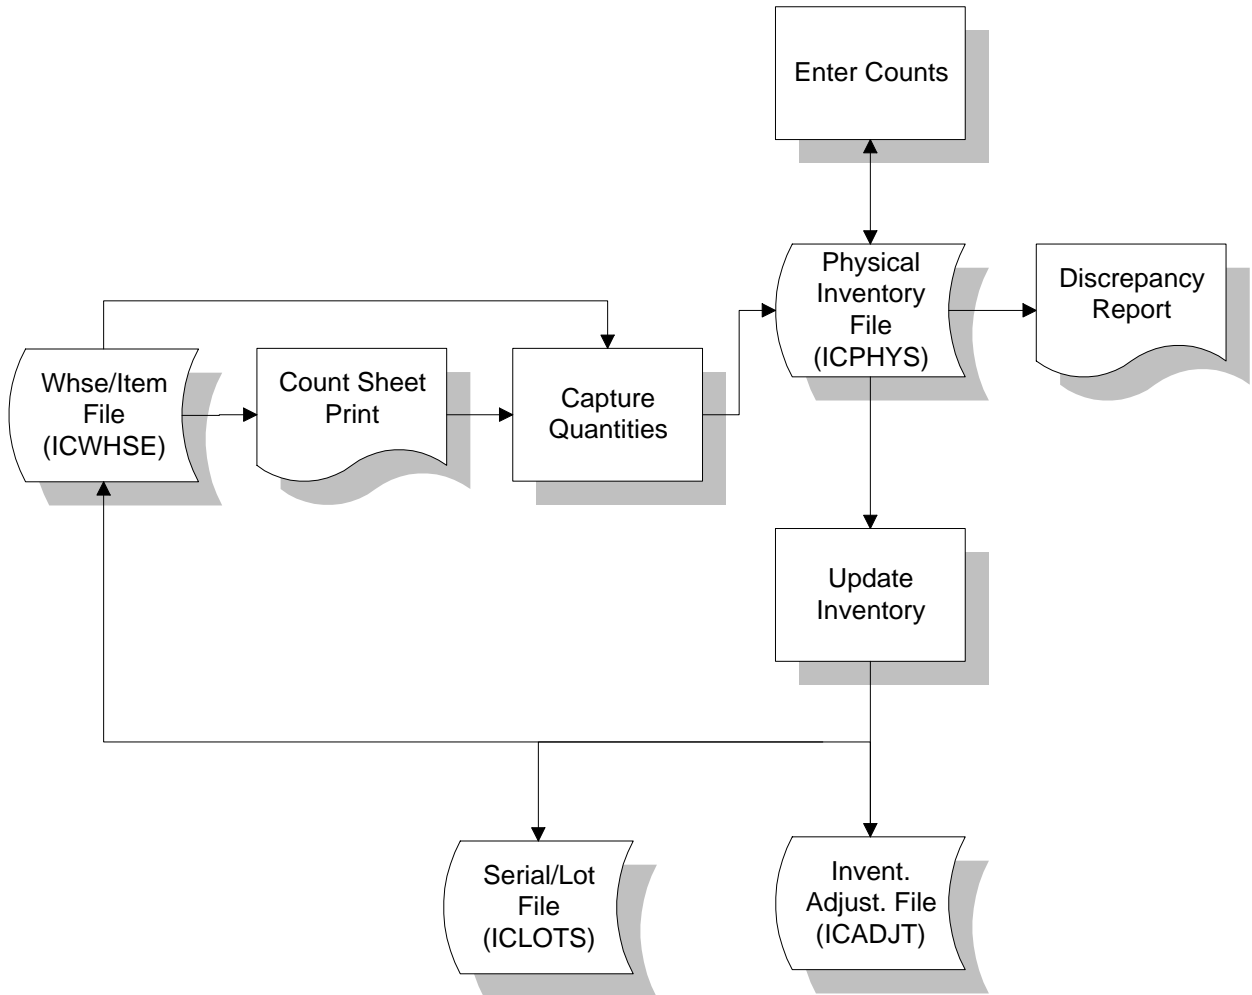 Enter Counts
Physical
Inventory
File
(ICPHYS)
Discrepancy
Report
Whse/Item
File
(ICWHSE)
Count Sheet
Print
Capture
Quantities
Update
Inventory
Serial/Lot
File
(ICLOTS)
Invent.
Adjust. File
(ICADJT)